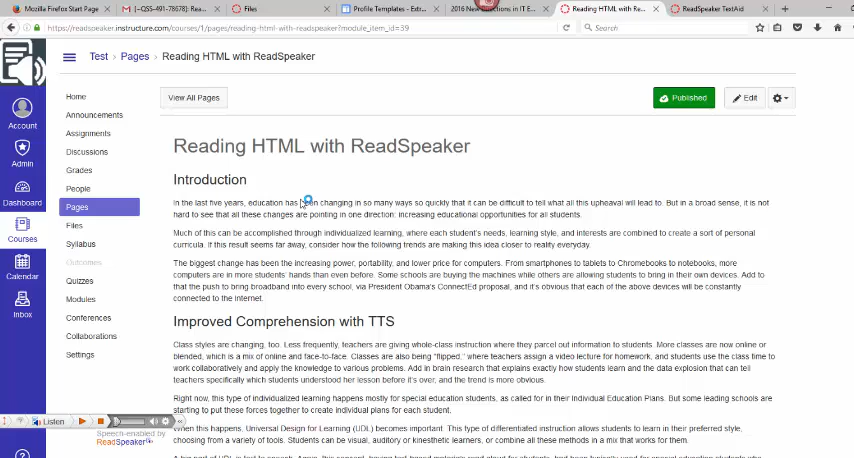 Mozilla Firefox Start Page
[-QSS-491-78678]: Rea...
Files
Profile Templates - Extr...
2016 New Directions in IT E...
Reading HTML with Re...
ReadSpeaker TextAid
https://readspeaker.instructure.com/courses/1/pages/reading-html-with-readspeaker?module_item_id=39
Search
Test > Pages > Reading HTML with ReadSpeaker
Account
Admin
Dashboard
Courses
Calendar
Inbox
Home
Announcements
Assignments
Discussions
Grades
People
Pages
Files
Syllabus
Outcomes
Quizzes
Modules
Conferences
Collaborations
Settings
View All Pages
Published
Edit
Reading HTML with ReadSpeaker
Introduction
In the last five years, education has been changing in so many ways so quickly that it can be difficult to tell what all this upheaval will lead to. But in a broad sense, it is not
hard to see that all these changes are pointing in one direction: increasing educational opportunities for all students.
Much of this can be accomplished through individualized learning, where each student's needs, learning style, and interests are combined to create a sort of personal
curricula. If this result seems far away, consider how the following trends are making this idea closer to reality everyday.
The biggest change has been the increasing power, portability, and lower price for computers. From smartphones to tablets to Chromebooks to notebooks, more
computers are in more students' hands than even before. Some schools are buying the machines while others are allowing students to bring in their own devices. Add to
that the push to bring broadband into every school, via President Obama's ConnectEd proposal, and it's obvious that each of the above devices will be constantly
connected to the Internet.
Improved Comprehension with TTS
Class styles are changing, too. Less frequently, teachers are giving whole-class instruction where they parcel out information to students. More classes are now online or
blended, which is a mix of online and face-to-face. Classes are also being "flipped," where teachers assign a video lecture for homework, and students use the class time to
work collaboratively and apply the knowledge to various problems. Add in brain research that explains exactly how students learn and the data explosion that can tell
teachers specifically which students understood her lesson before it's over, and the trend is more obvious.
Right now, this type of individualized learning happens mostly for special education students, as called for in their Individual Education Plans. But some leading schools are
starting to put these forces together to create individual plans for each student.
When this happens, Universal Design for Learning (UDL) becomes important. This type of differentiated instruction allows students to learn in their preferred style,
choosing from a variety of tools. Students can be visual, auditory or kinesthetic learners, or combine all these methods in a mix that works for them.
Listen
Speech-enabled by
ReadSpeaker